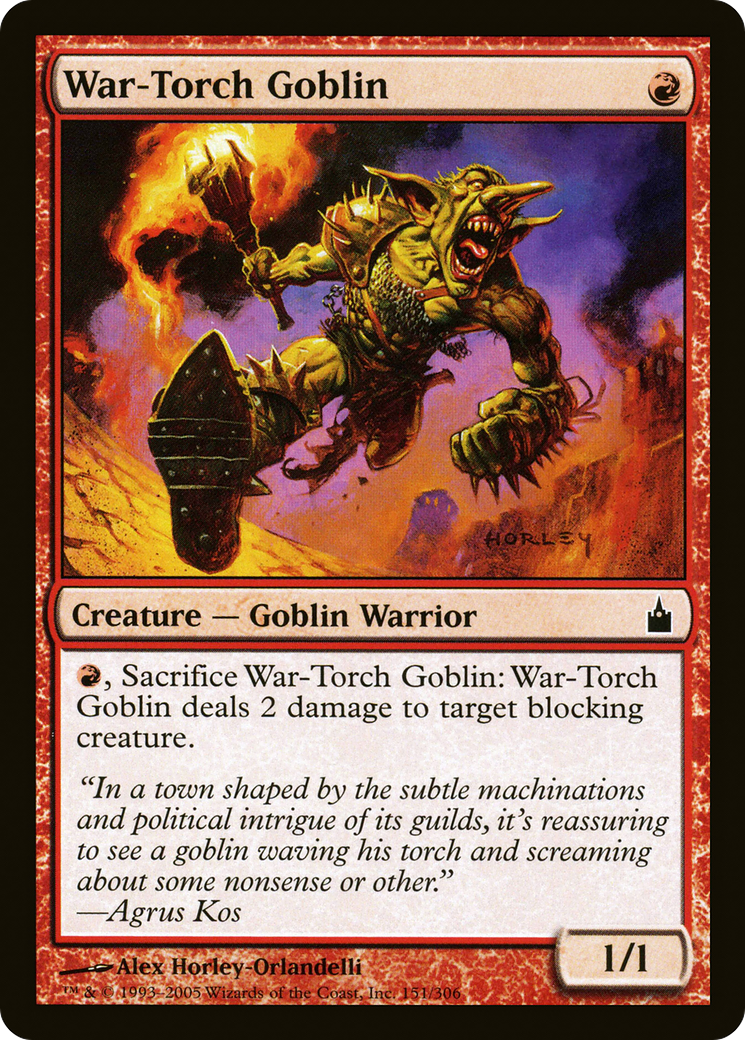 War-Torch Goblin
HORLEY
Creature — Goblin Warrior
, Sacrifice War-Torch Goblin: War-Torch
Goblin deals 2 damage to target blocking
creature.
“In a town shaped by the subtle machinations
and political intrigue of its guilds, it’s reassuring
to see a goblin waving his torch and screaming
about some nonsense or other.”
—Agrus Kos
1/1
Alex Horley-Orlandelli
™ & © 1993–2005 Wizards of the Coast, Inc. 151/306